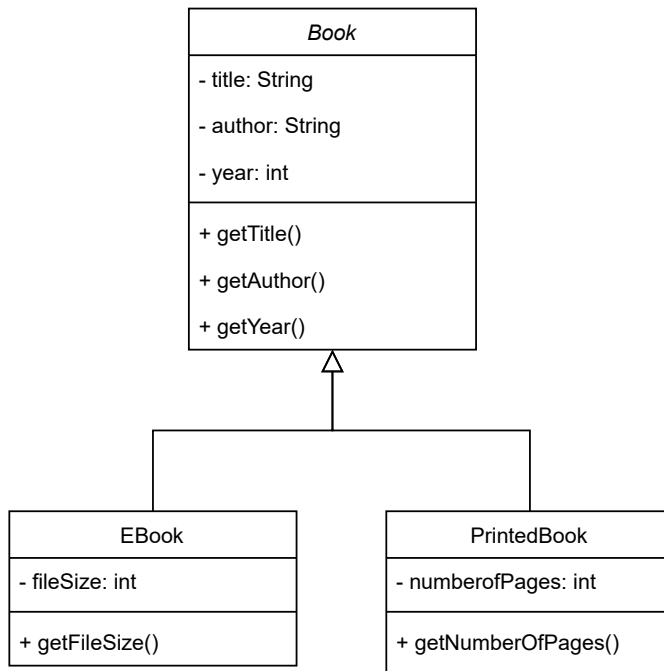 Book
- title: String
- author: String
- year: int
+ getTitle()
+ getAuthor()
+ getYear()
EBook
- fileSize: int
+ getFileSize()
PrintedBook
- numberofPages: int
+ getNumberOfPages()